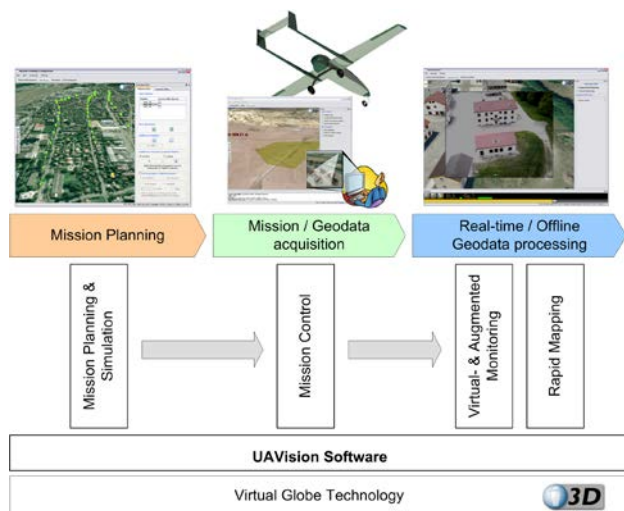 Mission Planning
Mission / Geodata
acquisition
Real-time / Offline
Geodata processing
Mission Planning &
Simulation
Mission Control
Virtual- & Augmented
Monitoring
Rapid Mapping
UAVision Software
Virtual Globe Technology
i3D